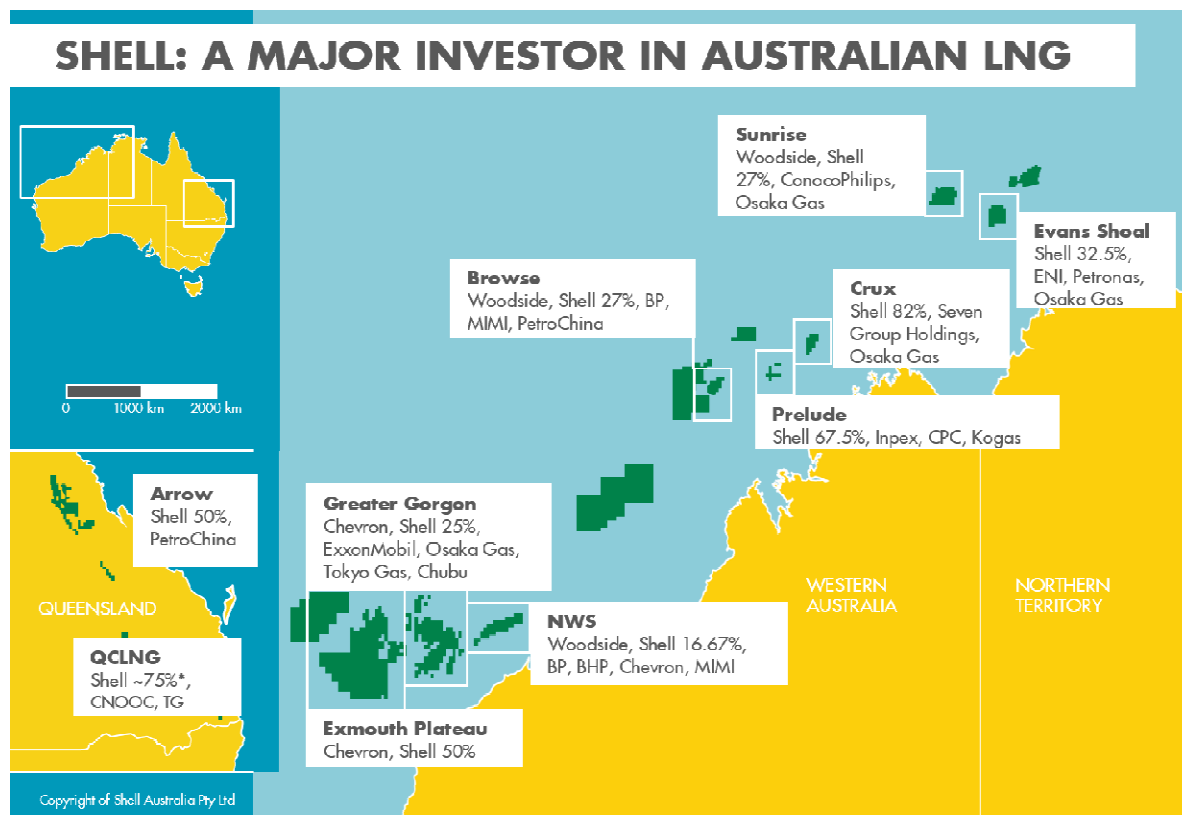 SHELL: A MAJOR INVESTOR IN AUSTRALIAN LNG
Sunrise
Woodside, Shell
27%, ConocoPhilips,
Osaka Gas
Evans Shoal
Shell 32.5%,
ENI, Petronas,
Osaka Gas
Browse
Woodside, Shell 27%, BP,
MIMI, PetroChina
Crux
Shell 82%, Seven
Group Holdings,
Osaka Gas
Prelude
Shell 67.5%, Inpex, CPC, Kogas
0 1000 km 2000 km
Arrow
Shell 50%,
PetroChina
Greater Gorgon
Chevron, Shell 25%,
ExxonMobil, Osaka Gas,
Tokyo Gas, Chubu
QUEENSLAND
WESTERN
AUSTRALIA
NORTHERN
TERRITORY
NWS
Woodside, Shell 16.67%,
BP, BHP, Chevron, MIMI
QCLNG
Shell ~75%*,
CNOOC, TG
Exmouth Plateau
Chevron, Shell 50%
Copyright of Shell Australia Pty Ltd